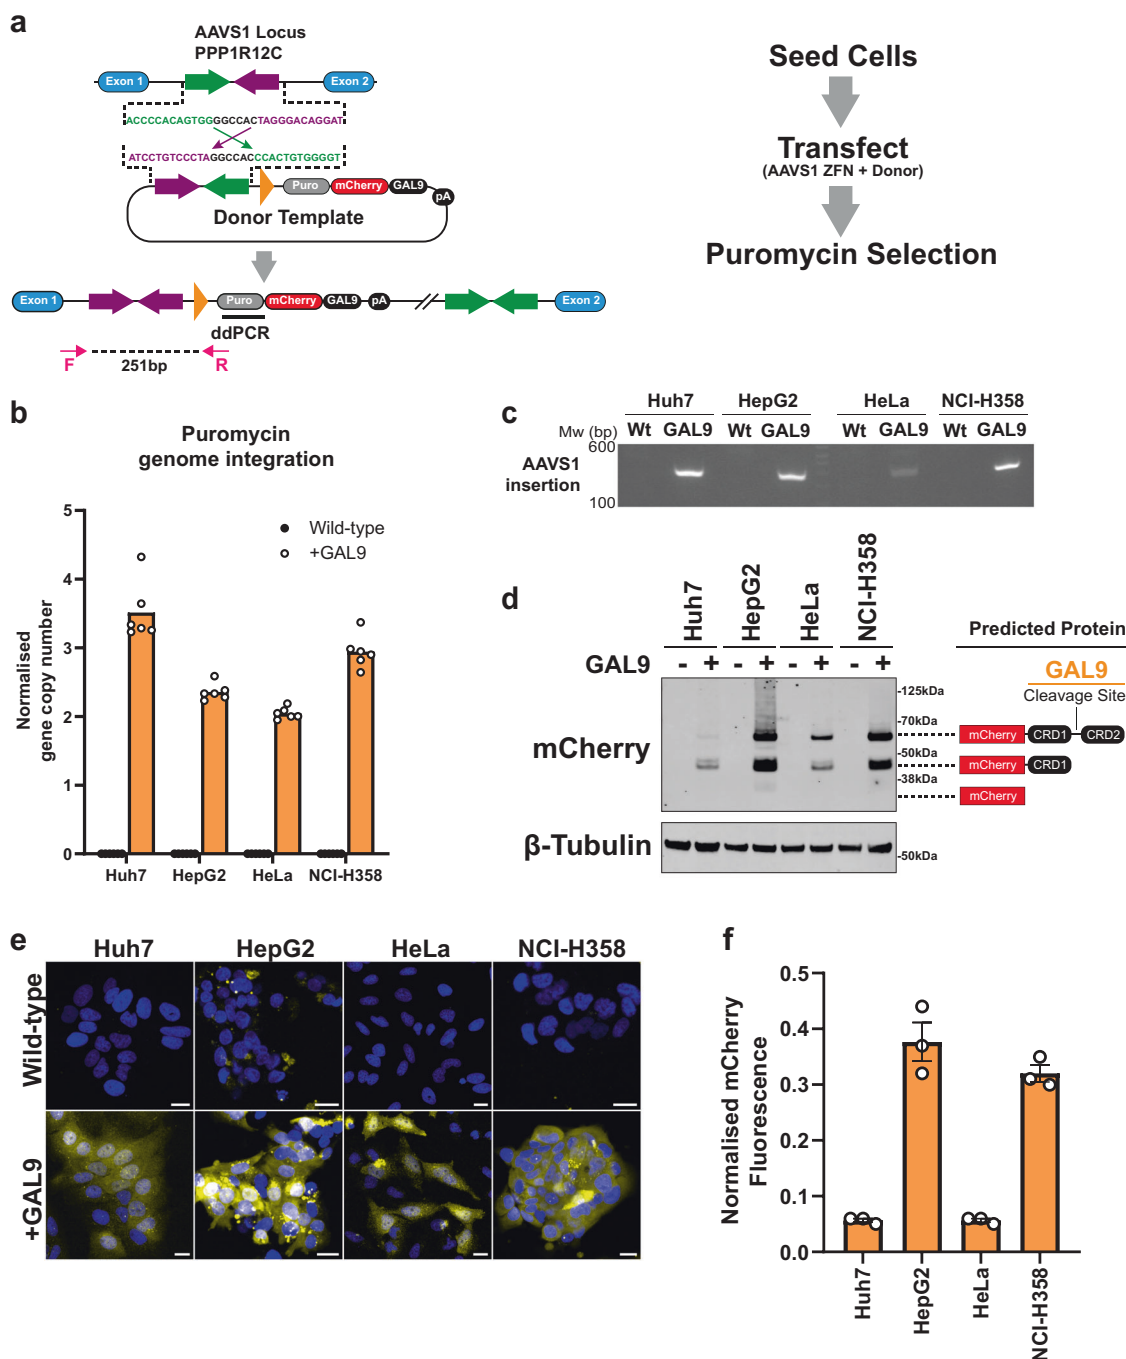 a
AAVS1 Locus
PPP1R12C
Exon 1
Exon 2
ACCCCACAGTGGGGCCACTAGGGACAGGAT
ATCCTGTCCCTAGGCCACCCACTGTGGGGT
Puro
mCherry
GAL9
pA
Donor Template
Exon 1
Puro
mCherry
GAL9
pA
Exon 2
ddPCR
F
251bp
R
Seed Cells
Transfect
(AAVS1 ZFN + Donor)
Puromycin Selection
b
Puromycin
genome integration
Normalised
gene copy number
5
4
3
2
1
0
Wild-type
+GAL9
Huh7
HepG2
HeLa
NCI-H358
c
Huh7
HepG2
HeLa
NCI-H358
Mw (bp)
Wt GAL9
Wt GAL9
Wt GAL9
Wt GAL9
600
AAVS1
insertion
100
d
Huh7
HepG2
HeLa
NCI-H358
GAL9
- + - + - + - +
mCherry
-125kDa
-70kDa
-50kDa
-38kDa
β-Tubulin
-50kDa
Predicted Protein
GAL9
Cleavage Site
mCherry
CRD1
CRD2
mCherry
CRD1
mCherry
e
Huh7
HepG2
HeLa
NCI-H358
Wild-type
+GAL9
f
Normalised mCherry
Fluorescence
0.5
0.4
0.3
0.2
0.1
0.0
Huh7
HepG2
HeLa
NCI-H358